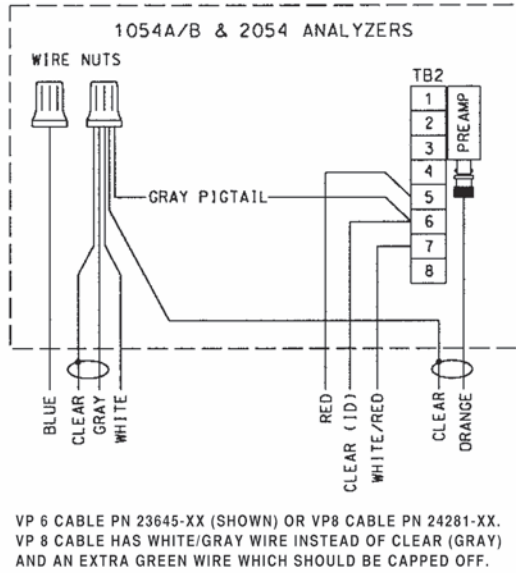 1054A/B & 2054 ANALYZERS
WIRE NUTS
TB2
1
2
3
4
5
6
7
8
PREAMP
GRAY PIGTAIL
BLUE
CLEAR
GRAY
WHITE
RED
CLEAR (ID)
WHITE/RED
CLEAR
ORANGE
VP 6 CABLE PN 23645-XX (SHOWN) OR VP8 CABLE PN 24281-XX.
VP 8 CABLE HAS WHITE/GRAY WIRE INSTEAD OF CLEAR (GRAY)
AND AN EXTRA GREEN WIRE WHICH SHOULD BE CAPPED OFF.